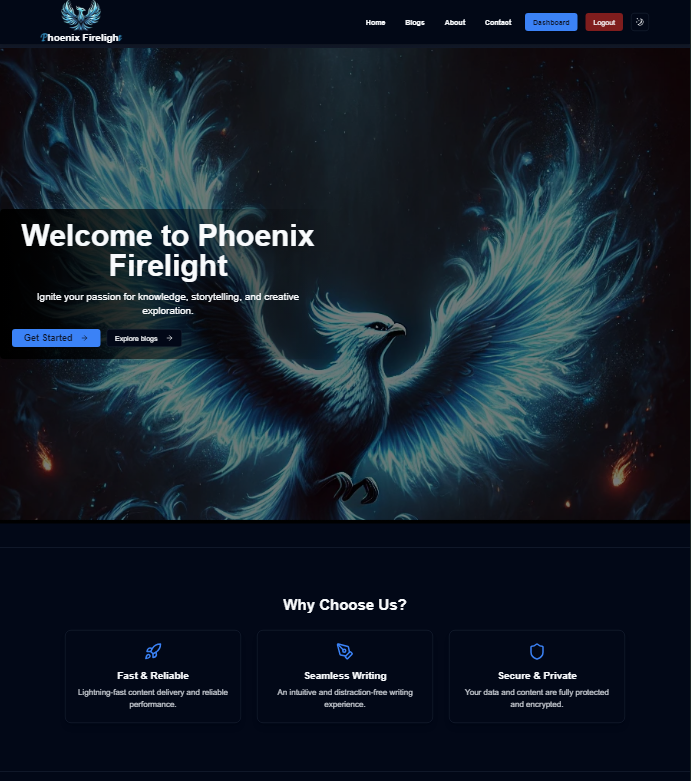 Phoenix Firelight
Home
Blogs
About
Contact
Dashboard
Logout
Welcome to Phoenix
Firelight
Ignite your passion for knowledge, storytelling, and creative
exploration.
Get Started
Explore blogs
Why Choose Us?
Fast & Reliable
Lightning-fast content delivery and reliable
performance.
Seamless Writing
An intuitive and distraction-free writing
experience.
Secure & Private
Your data and content are fully protected
and encrypted.